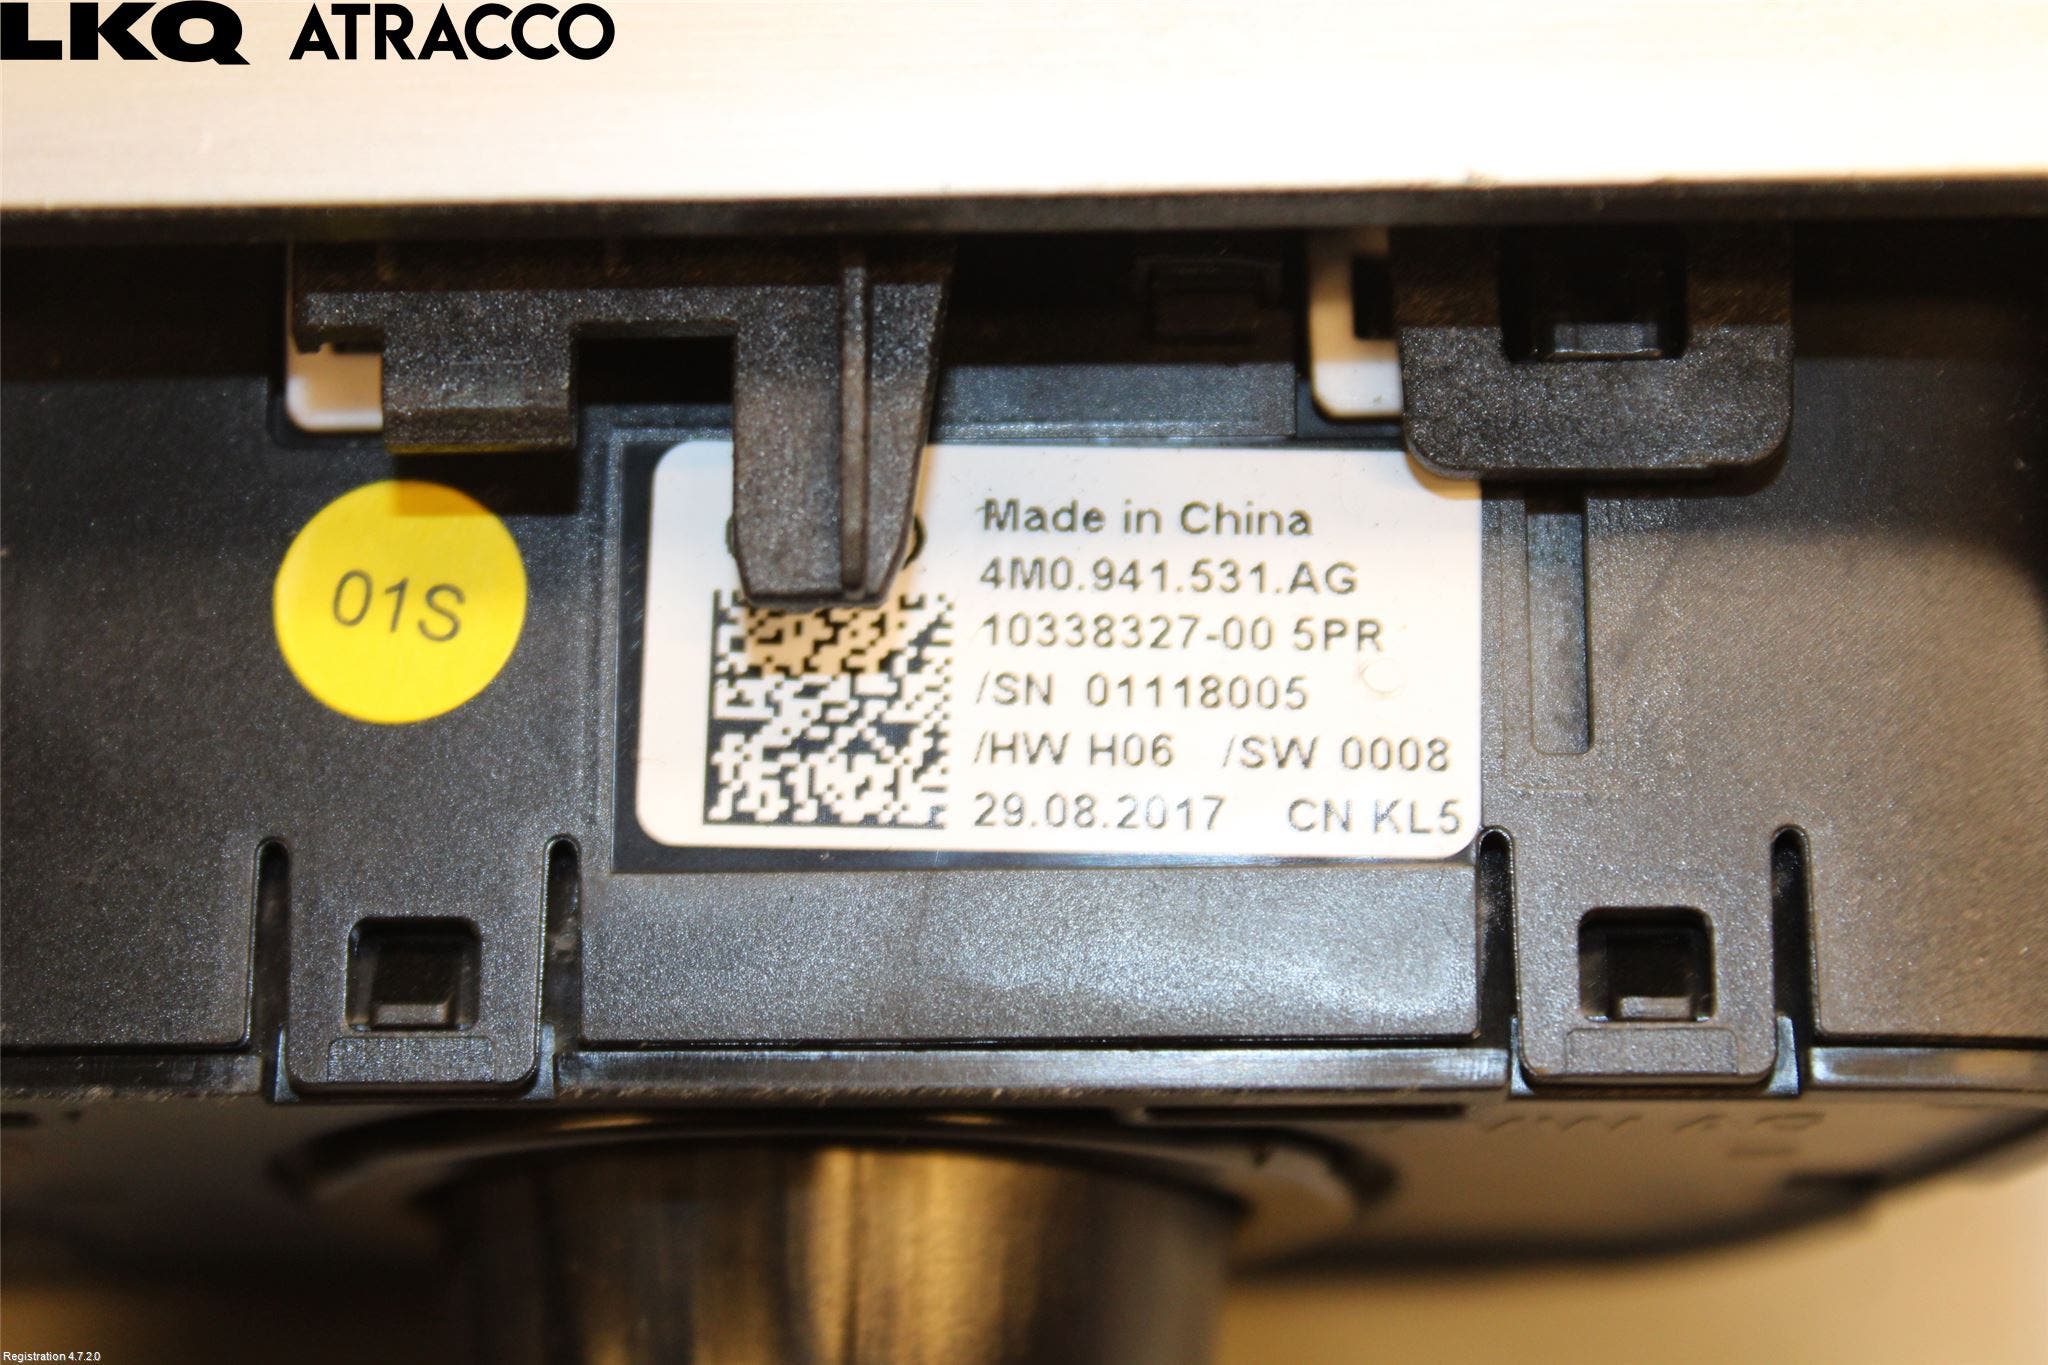 LKQ ATRACCO
01S
Made in China
4M0.941.531.AG
10338327-00 5PR
/SN 01118005
/HW H06 /SW 0008
29.08.2017 CN KL5
Registration 4.7.2.0